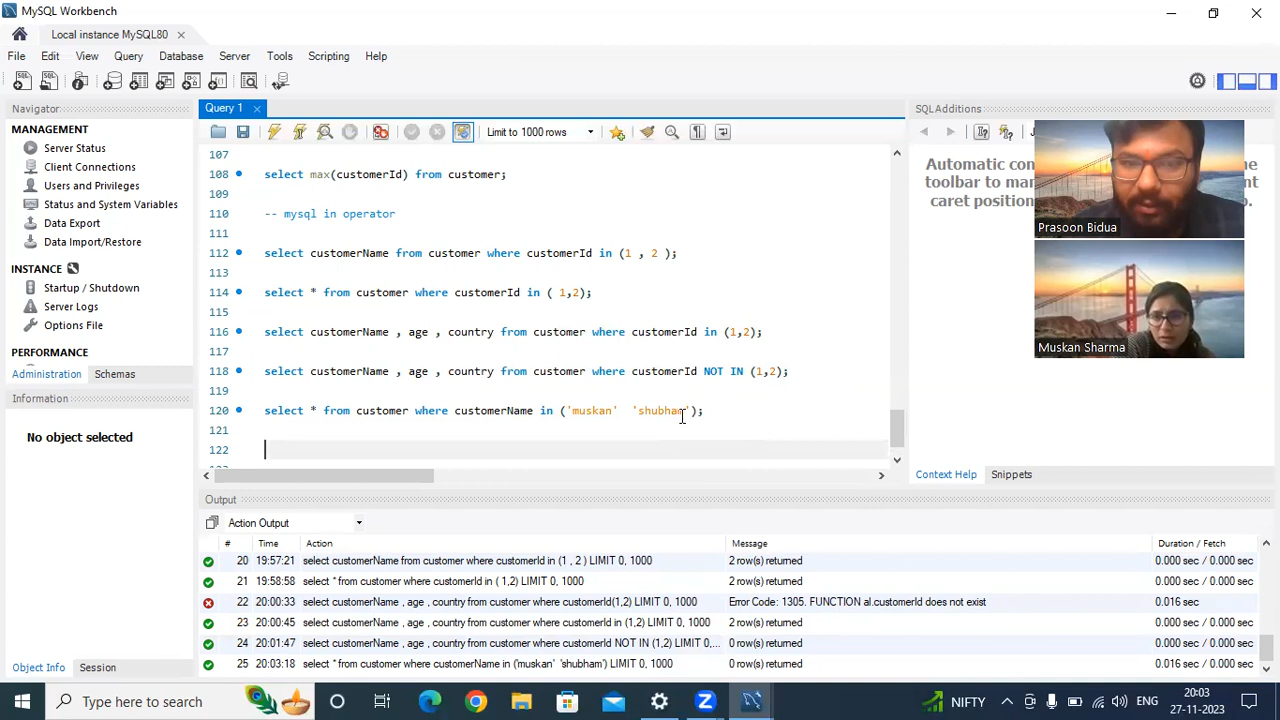 MySQL Workbench
Local instance MySQL80
File Edit View Query Database Server Tools Scripting Help
Navigator
MANAGEMENT
Server Status
Client Connections
Users and Privileges
Status and System Variables
Data Export
Data Import/Restore
INSTANCE
Startup / Shutdown
Server Logs
Options File
PERFORMANCE
Administration Schemas
Information
No object selected
Object Info Session
Query 1
Limit to 1000 rows
107
108 select max(customerId) from customer;
109
110 -- mysql in operator
111
112 select customerName from customer where customerId in (1 , 2 );
113
114 select * from customer where customerId in ( 1,2);
115
116 select customerName , age , country from customer where customerId in (1,2);
117
118 select customerName , age , country from customer where customerId NOT IN (1,2);
119
120 select * from customer where customerName in ('muskan'  'shubham');
121
122
SQLAdditions
Automatic
toolbar to
caret
Prasoon Bidua
Muskan Sharma
Context Help Snippets
Output
Action Output
# Time Action Message Duration / Fetch
20 19:57:21 select customerName from customer where customerId in (1 , 2 ) LIMIT 0, 1000 2 row(s) returned 0.000 sec / 0.000 sec
21 19:58:58 select * from customer where customerId in ( 1,2) LIMIT 0, 1000 2 row(s) returned 0.000 sec / 0.000 sec
22 20:00:33 select customerName , age , country from customer where customerId(1,2) LIMIT 0, 1000 Error Code: 1305. FUNCTION al.customerId does not exist 0.016 sec
23 20:00:45 select customerName , age , country from customer where customerId in (1,2) LIMIT 0, 1000 2 row(s) returned 0.000 sec / 0.000 sec
24 20:01:47 select customerName , age , country from customer where customerId NOT IN (1,2) LIMIT 0,... 0 row(s) returned 0.000 sec / 0.000 sec
25 20:03:18 select * from customer where customerName in ('muskan'  'shubham') LIMIT 0, 1000 0 row(s) returned 0.016 sec / 0.000 sec
Type here to search
NIFTY
ENG
20:03
27-11-2023